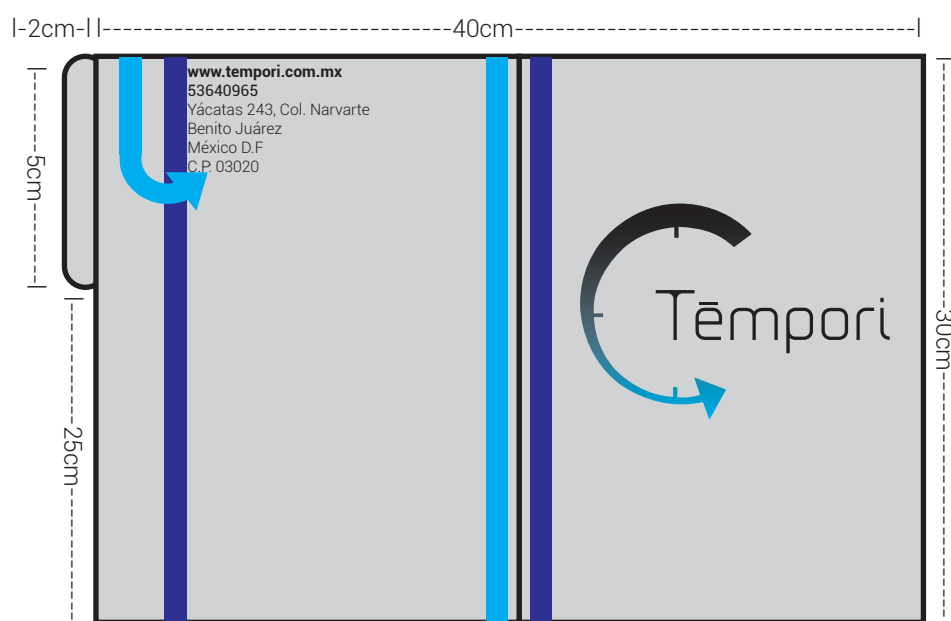 |-2cm-|
|-40cm-|
www.tempori.com.mx
53640965
Yácatas 243, Col. Narvarte
Benito Juárez
México D.F
C.P. 03020
5cm
Tēmpori
30cm
25cm